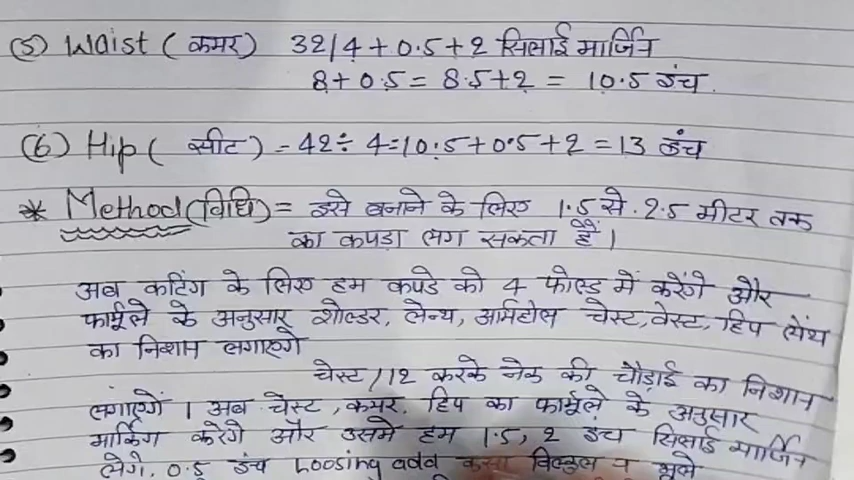 (5) Waist ( कमर) 32/4 + 0.5 + 2 सिलाई मार्जिन
8 + 0.5 = 8.5 + 2 = 10.5 इंच.
(6) Hip ( सीट) - 42 ÷ 4 = 10.5 + 0.5 + 2 = 13 इंच
* Method (विधि) = इसे बनाने के लिए 1.5 से 2.5 मीटर तक
का कपड़ा लग सकता है ।
अब कटिंग के लिए हम कपडे को 4 फोल्ड में करेंगे और
फार्मूले के अनुसार शोल्डर, लेन्थ, आर्महोल चेस्ट, वेस्ट, हिप लेंथ
का निशान लगाएगे
चेस्ट /12 करके नेक की चौड़ाई का निशान
लगाएगें । अब चेस्ट, कमर. हिप का फार्मूले के अनुसार
मार्किंग करेगे और उसमे हम 1.5, 2 इंच सिलाई मार्जिन
लेगे. 0.5 इंच Loosing add करना बिल्कुल न भूले